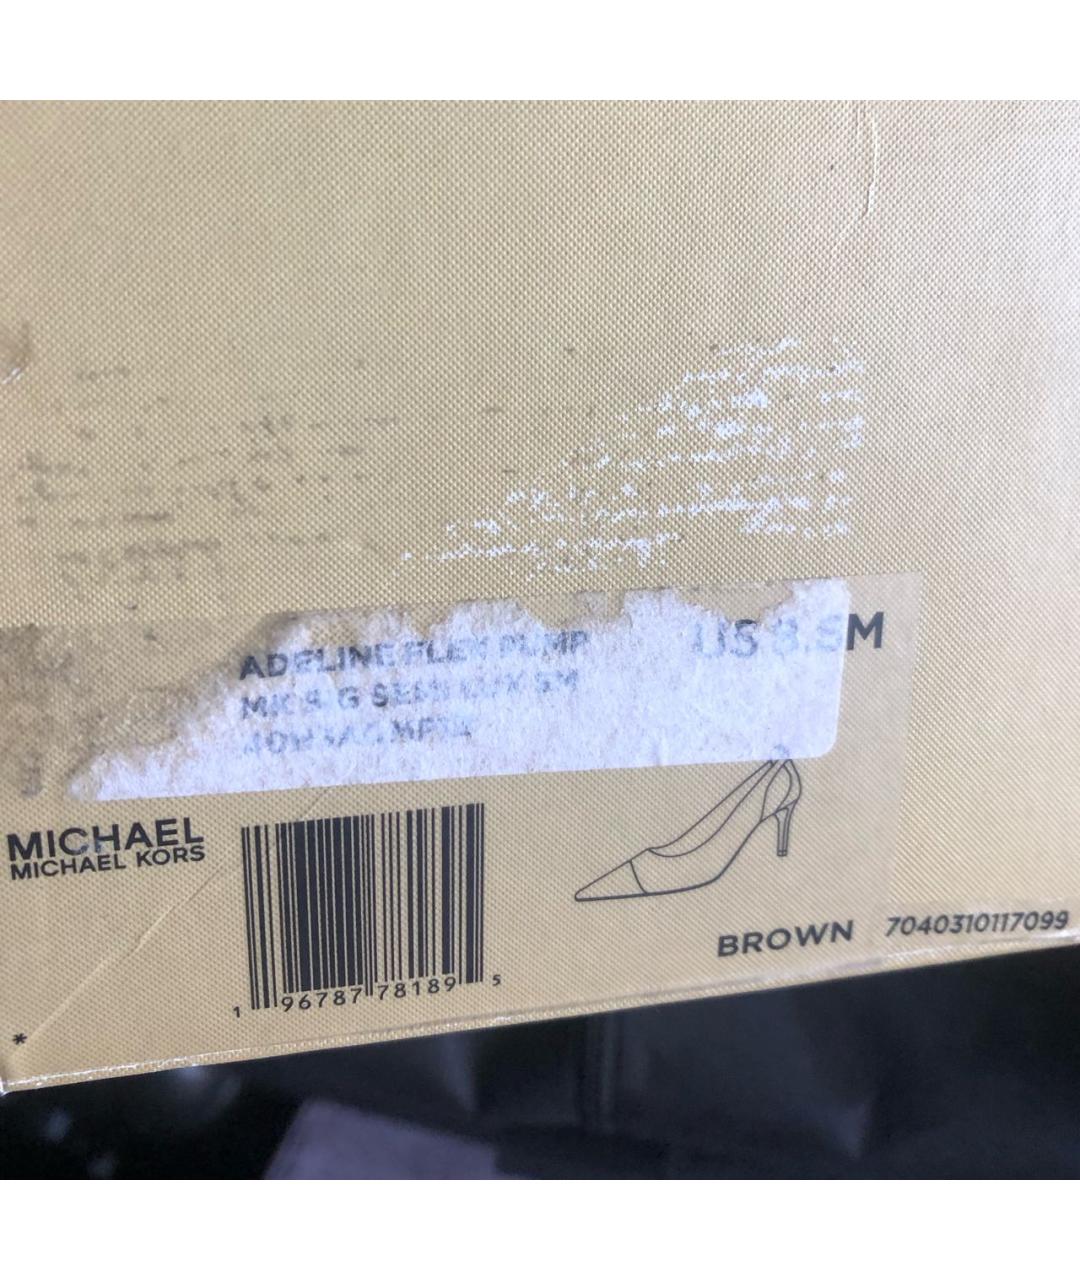 ADELINE FLEX PUMP
US 8.5M
MICHAEL
MICHAEL KORS
1 96787 78189 5
BROWN 7040310117099
*